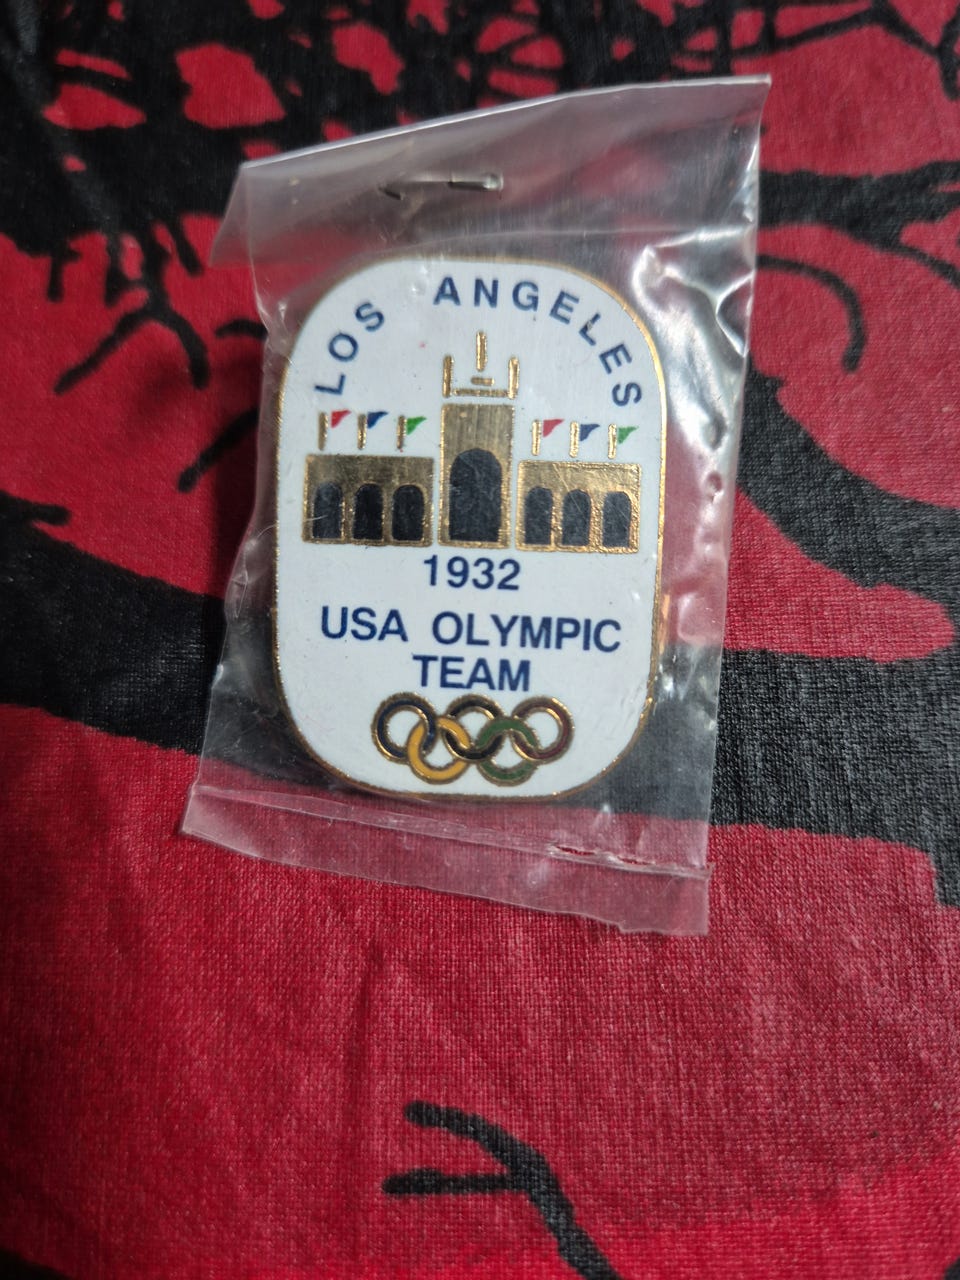 LOS ANGELES
1932
USA OLYMPIC
TEAM